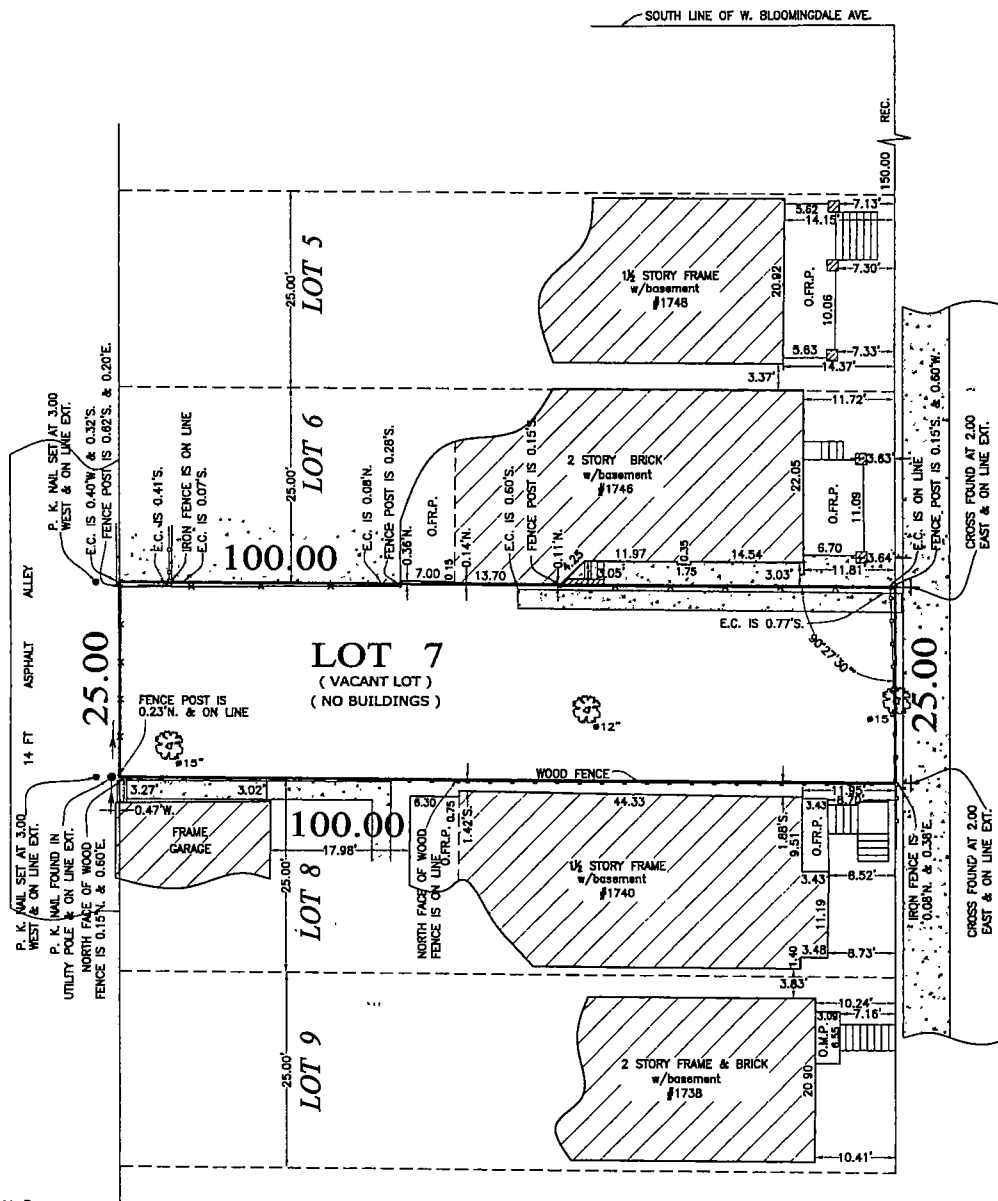 SOUTH LINE OF W. BLOOMINGDALE AVE.
REC.
150.00
25.00'
LOT 5
1½ STORY FRAME
w/basement
#1748
20.92
O.FR.P.
5.62
7.13'
14.15'
7.30'
10.06
5.63
7.33'
14.37'
3.37'
11.72'
P. K. NAIL SET AT 3.00
WEST & ON LINE EXT.
E.C. IS 0.40'W. & 0.32'S.
FENCE POST IS 0.62'S. & 0.20'E.
E.C. IS 0.41'S.
IRON FENCE IS ON LINE
E.C. IS 0.07'S.
25.00'
LOT 6
E.C. IS 0.08'N.
FENCE POST IS 0.28'S.
0.36'N.
O.FR.P.
0.15
0.14'N.
E.C. IS 0.60'S.
FENCE POST IS 0.15'S.
0.11'N.
2 STORY BRICK
w/basement
#1746
22.05
O.FR.P.
3.63'
11.09
3.64'
6.70
11.81'
E.C. IS ON LINE
FENCE POST IS 0.15'S. & 0.60'W.
CROSS FOUND AT 2.00
EAST & ON LINE EXT.
100.00
7.00
13.70
4.25
3.05'
11.97
0.35
1.75
14.54
3.03'
E.C. IS 0.77'S.
90°27'30"
14 FT ASPHALT ALLEY
25.00
LOT 7
( VACANT LOT )
( NO BUILDINGS )
25.00
FENCE POST IS
0.23'N. & ON LINE
ø15"
ø12"
ø15"
WOOD FENCE
3.27'
3.02'
0.47'W.
FRAME
GARAGE
100.00
17.98'
6.30
O.FR.P.
0.75
1.42'S.
44.33
1.88'S.
9.51
3.43
O.FR.P.
11.95'
8.70'
3.43
8.52'
11.19
3.48
8.73'
1.40
3.83'
P. K. NAIL SET AT 3.00
WEST & ON LINE EXT.
P. K. NAIL FOUND IN
UTILITY POLE & ON LINE EXT.
NORTH FACE OF WOOD
FENCE IS 0.15'N. & 0.60'E.
25.00'
LOT 8
NORTH FACE OF WOOD
FENCE IS ON LINE
1½ STORY FRAME
w/basement
#1740
IRON FENCE IS
0.08'N. & 0.38'E.
CROSS FOUND AT 2.00
EAST & ON LINE EXT.
25.00'
LOT 9
2 STORY FRAME & BRICK
w/basement
#1738
20.90
10.24'
7.16'
3.09
O.M.P.
6.55
10.41'